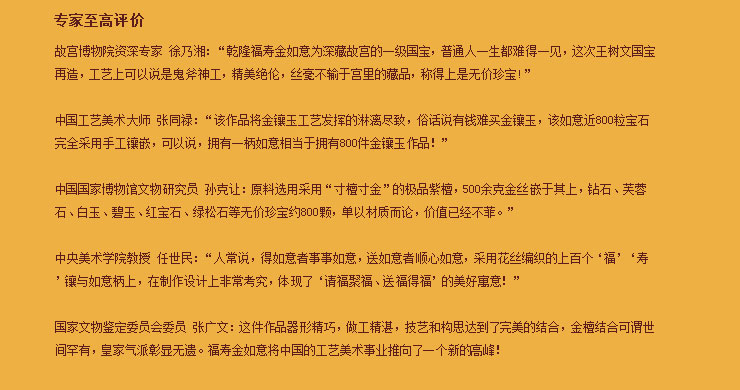 专家至高评价
故宫博物院资深专家 徐乃湘：“乾隆福寿金如意为深藏故宫的一级国宝，普通人一生都难得一见，这次王树文国宝
再造，工艺上可以说是鬼斧神工，精美绝伦，丝毫不输于宫里的藏品，称得上是无价珍宝!”
中国工艺美术大师 张同禄：“该作品将金镶玉工艺发挥的淋离尽致，俗话说有钱难买金镶玉，该如意近800粒宝石
完全采用手工镶嵌，可以说，拥有一柄如意相当于拥有800件金镶玉作品！”
中国国家博物馆文物研究员 孙克让：原料选用采用“寸檀寸金”的极品紫檀，500余克金丝嵌于其上，钻石、芙蓉
石、白玉、碧玉、红宝石、绿松石等无价珍宝约800颗，单以材质而论，价值已经不菲。”
中央美术学院教授 任世民：“人常说，得如意者事事如意，送如意者顺心如意，采用花丝编织的上百个‘福’‘寿
’镶与如意柄上，在制作设计上非常考究，体现了‘请福聚福、送福得福’的美好寓意！”
国家文物鉴定委员会委员 张广文：这件作品器形精巧，做工精湛，技艺和构思达到了完美的结合，金檀结合可谓世
间罕有，皇家气派彰显无遗。福寿金如意将中国的工艺美术事业推向了一个新的高峰!